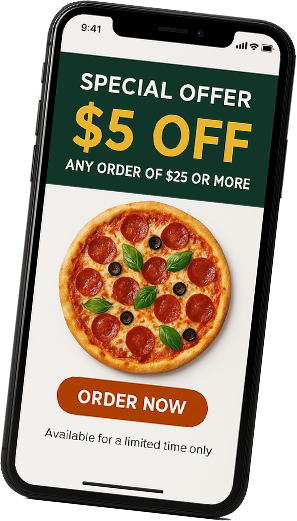 9:41
SPECIAL OFFER
$5 OFF
ANY ORDER OF $25 OR MORE
ORDER NOW
Available for a limited time only